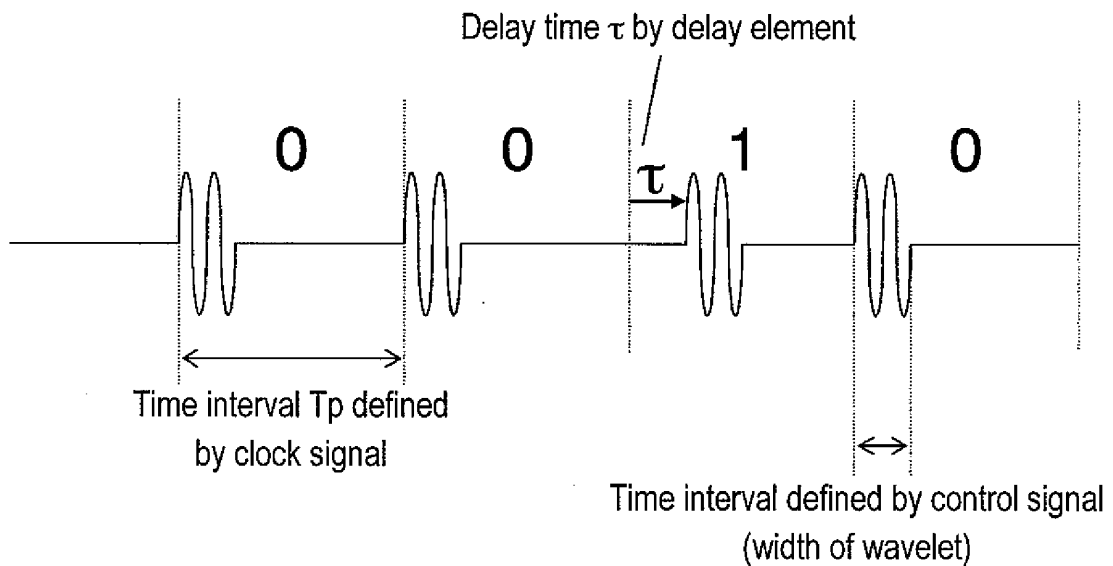 Delay time τ by delay element
0
0
τ
1
0
Time interval Tp defined
by clock signal
Time interval defined by control signal
(width of wavelet)